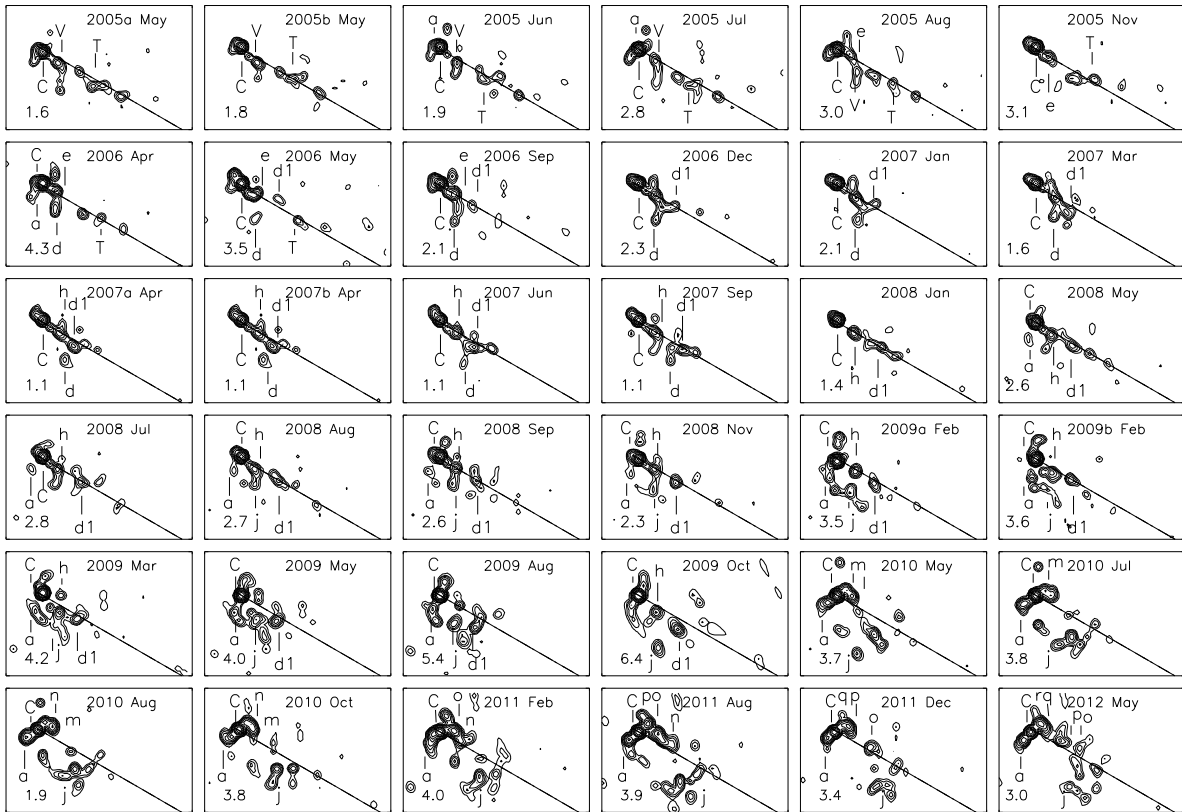 2005a May V T C 1.6
2005b May V T C 1.8
2005 Jun a V C T 1.9
2005 Jul a V C T 2.8
2005 Aug e C V T 3.0
2005 Nov T C e 3.1
2006 Apr C e a d T 4.3
2006 May e d1 C d T 3.5
2006 Sep e d1 C d 2.1
2006 Dec d1 C d 2.3
2007 Jan d1 C d 2.1
2007 Mar d1 C d 1.6
2007a Apr h d1 C d 1.1
2007b Apr h d1 C d 1.1
2007 Jun h d1 C d 1.1
2007 Sep h d1 C d 1.1
2008 Jan C h d1 1.4
2008 May C a h d1 2.6
2008 Jul C h a C d1 2.8
2008 Aug C h a j d1 2.7
2008 Sep C h a j d1 2.6
2008 Nov C h a j d1 2.3
2009a Feb C h a j d1 3.5
2009b Feb C h a j d1 3.6
2009 Mar C h a j d1 4.2
2009 May C h a j d1 4.0
2009 Aug C a j d1 5.4
2009 Oct C h a j d1 6.4
2010 May C m a j 3.7
2010 Jul C m a j 3.8
2010 Aug C n m a j 1.9
2010 Oct C n m a j 3.8
2011 Feb C o n a j 4.0
2011 Aug C p o n a j 3.9
2011 Dec C q p o a j 3.4
2012 May C r q p o a j 3.0